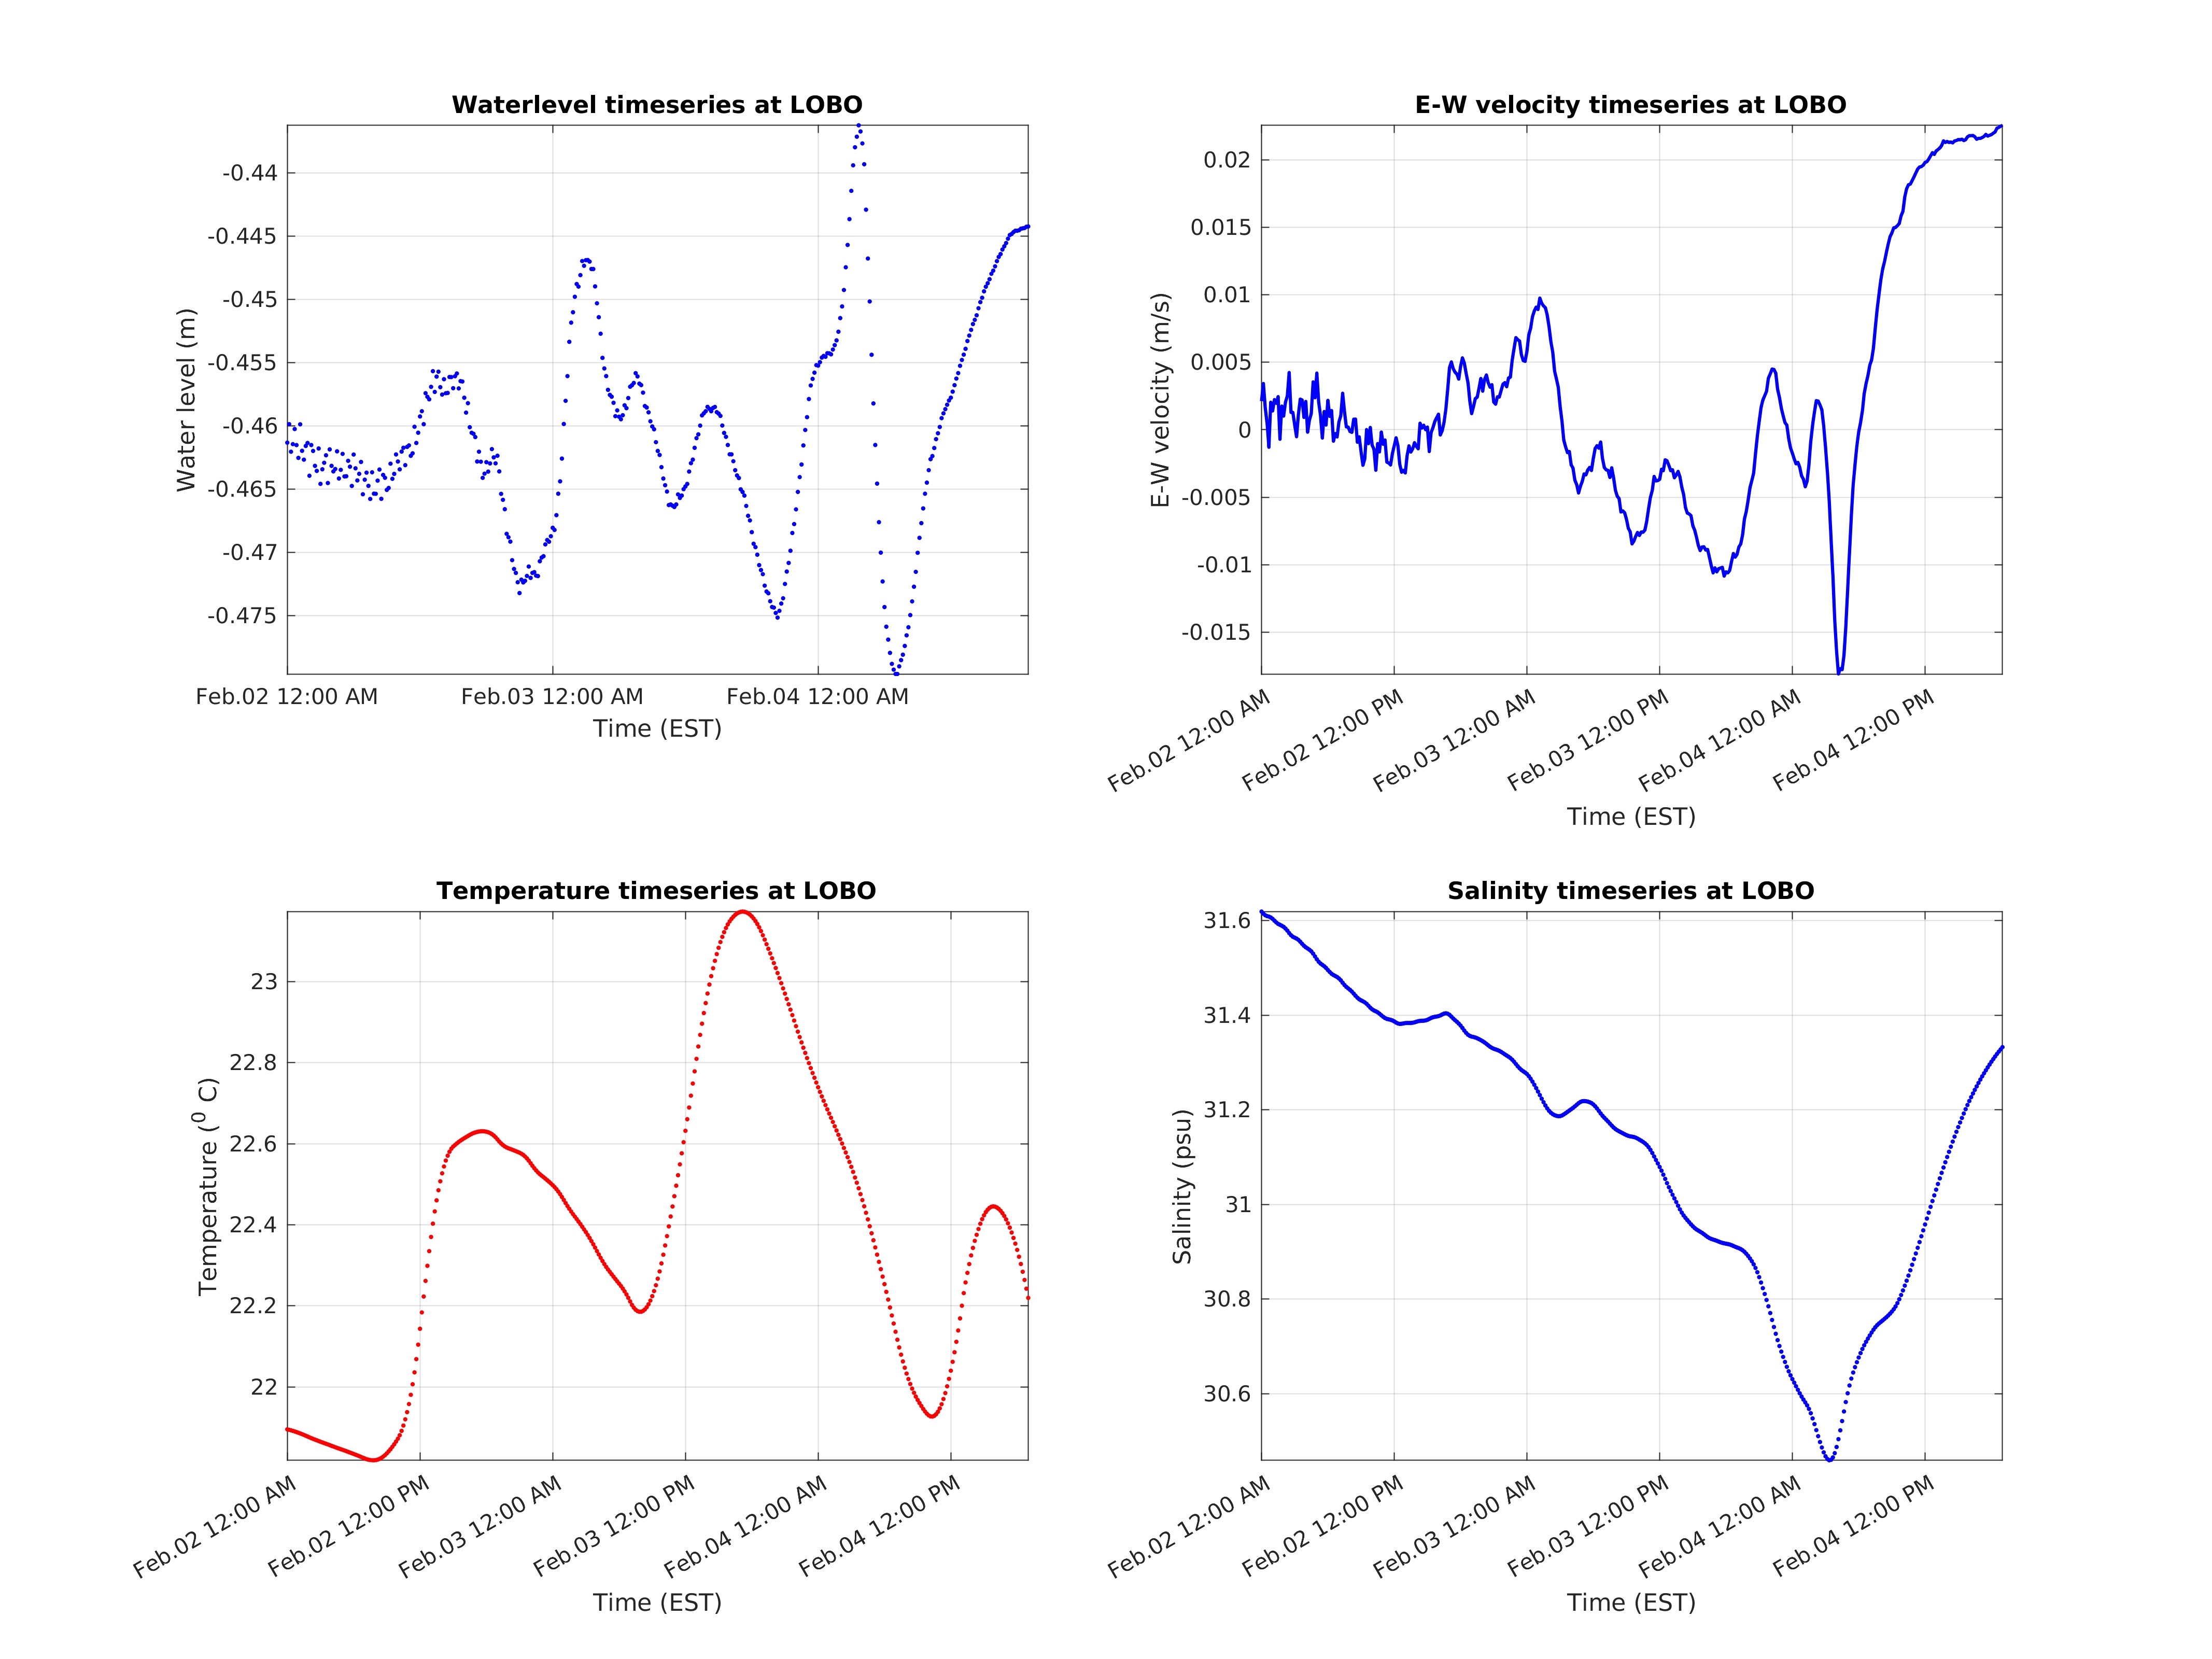 Waterlevel timeseries at LOBO
-0.44
-0.445
-0.45
-0.455
-0.46
-0.465
-0.47
-0.475
Water level (m)
Feb.02 12:00 AM Feb.03 12:00 AM Feb.04 12:00 AM
Time (EST)
E-W velocity timeseries at LOBO
0.02
0.015
0.01
0.005
0
-0.005
-0.01
-0.015
E-W velocity (m/s)
Feb.02 12:00 AM
Feb.02 12:00 PM
Feb.03 12:00 AM
Feb.03 12:00 PM
Feb.04 12:00 AM
Feb.04 12:00 PM
Time (EST)
Temperature timeseries at LOBO
23
22.8
22.6
22.4
22.2
22
Temperature (⁰ C)
Feb.02 12:00 AM
Feb.02 12:00 PM
Feb.03 12:00 AM
Feb.03 12:00 PM
Feb.04 12:00 AM
Feb.04 12:00 PM
Time (EST)
Salinity timeseries at LOBO
31.6
31.4
31.2
31
30.8
30.6
Salinity (psu)
Feb.02 12:00 AM
Feb.02 12:00 PM
Feb.03 12:00 AM
Feb.03 12:00 PM
Feb.04 12:00 AM
Feb.04 12:00 PM
Time (EST)